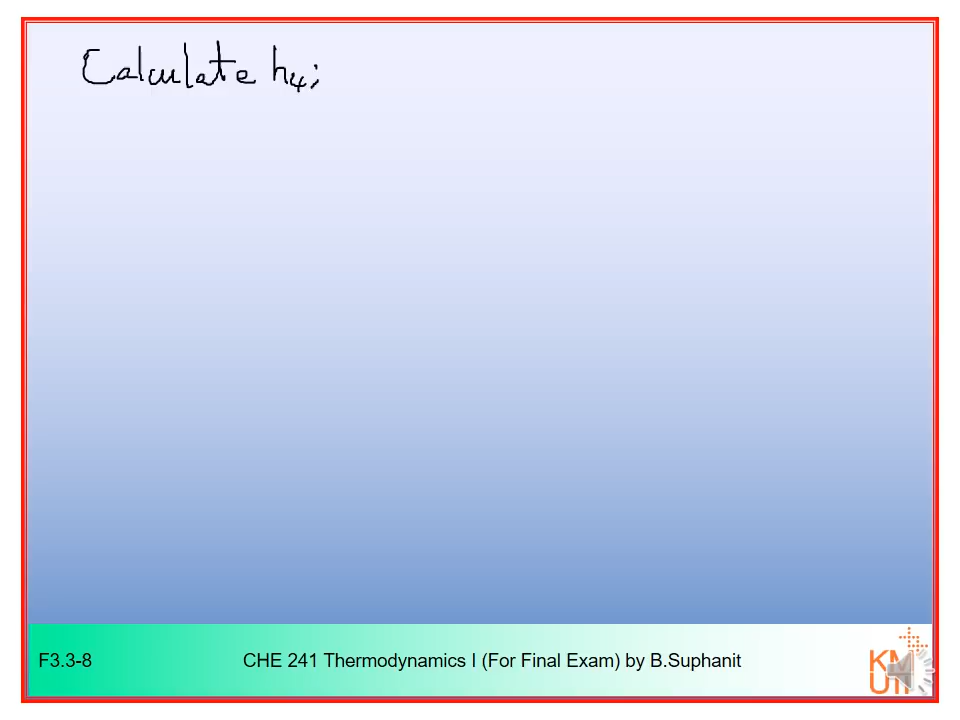 Calculate h4;
F3.3-8
CHE 241 Thermodynamics I (For Final Exam) by B.Suphanit